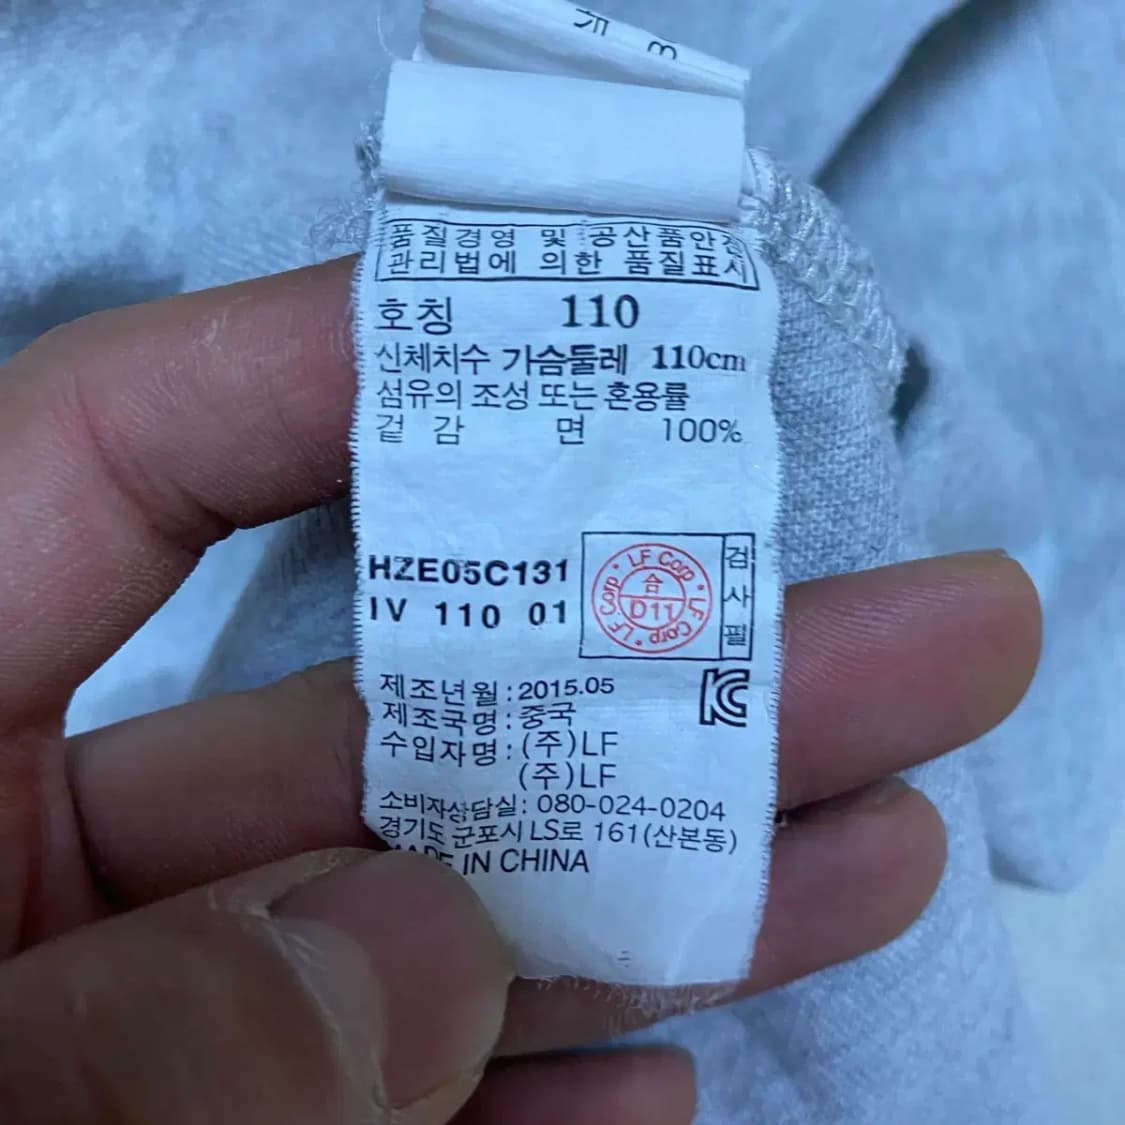 품질경영 및 공산품안전
관리법에 의한 품질표시
호칭 110
신체치수 가슴둘레 110cm
섬유의 조성 또는 혼용률
겉 감 면 100%
HZE05C131
IV 110 01
LF Corp · LF Corp · LF Corp ·
合
D11
검사필
제조년월 : 2015.05
제조국명 : 중국
수입자명 : (주)LF
(주)LF
소비자상담실: 080-024-0204
경기도 군포시 LS로 161(산본동)
MADE IN CHINA